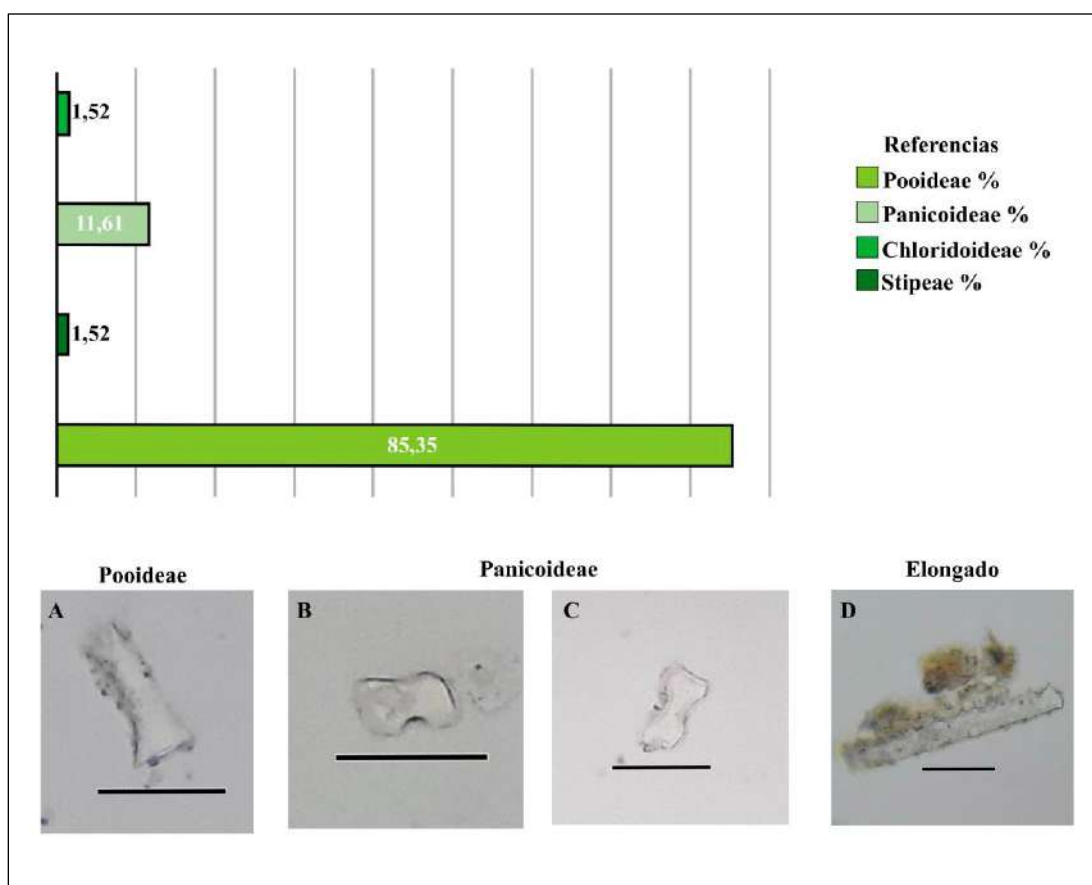 1,52
11,61
1,52
85,35
Referencias
Pooideae %
Panicoideae %
Chloridoideae %
Stipeae %
Pooideae
Panicoideae
Elongado
A
B
C
D